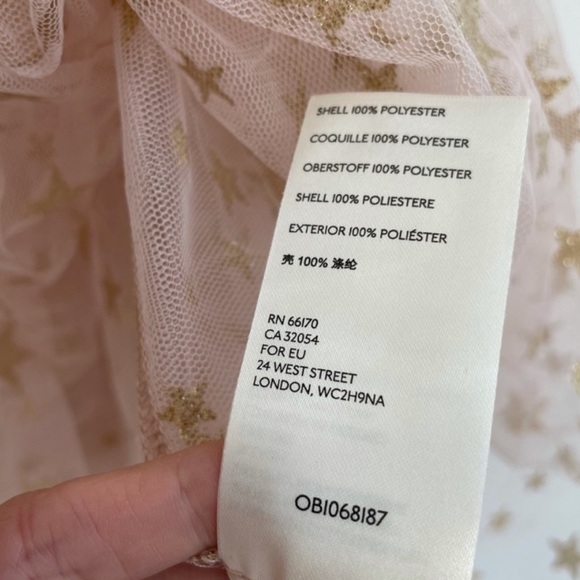 SHELL 100% POLYESTER
COQUILLE 100% POLYESTER
OBERSTOFF 100% POLYESTER
SHELL 100% POLIESTERE
EXTERIOR 100% POLIÉSTER
壳 100% 涤纶
RN 66170
CA 32054
FOR EU
24 WEST STREET
LONDON, WC2H9NA
OB1068187